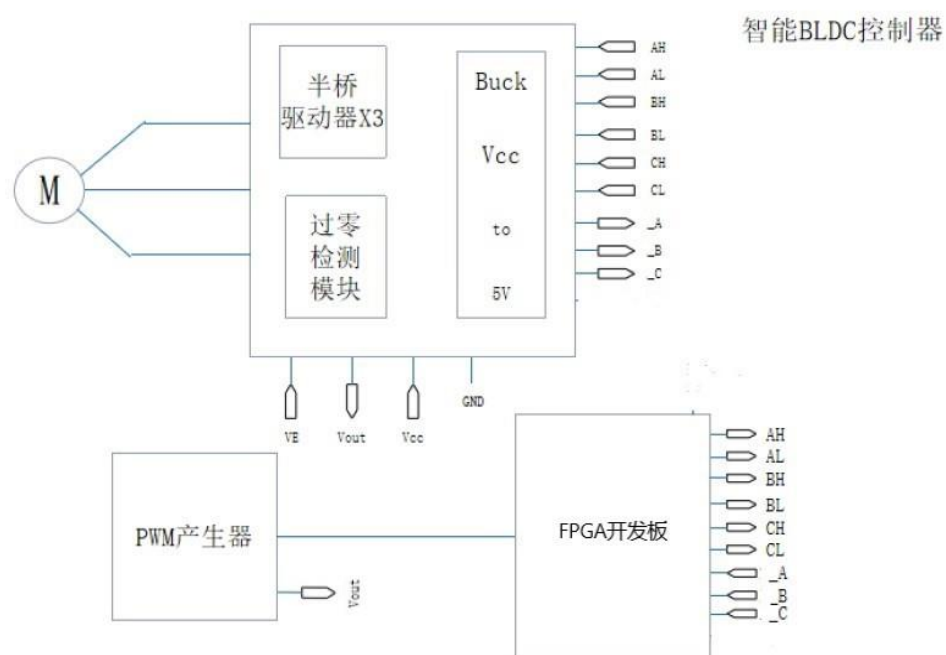 智能BLDC控制器
半桥
驱动器X3
Buck
Vcc
to
5V
AH
AL
BH
BL
CH
CL
_A
_B
_C
M
过零
检测
模块
VE
Vout
Vcc
GND
PWM产生器
Vout
FPGA开发板
AH
AL
BH
BL
CH
CL
_A
_B
_C